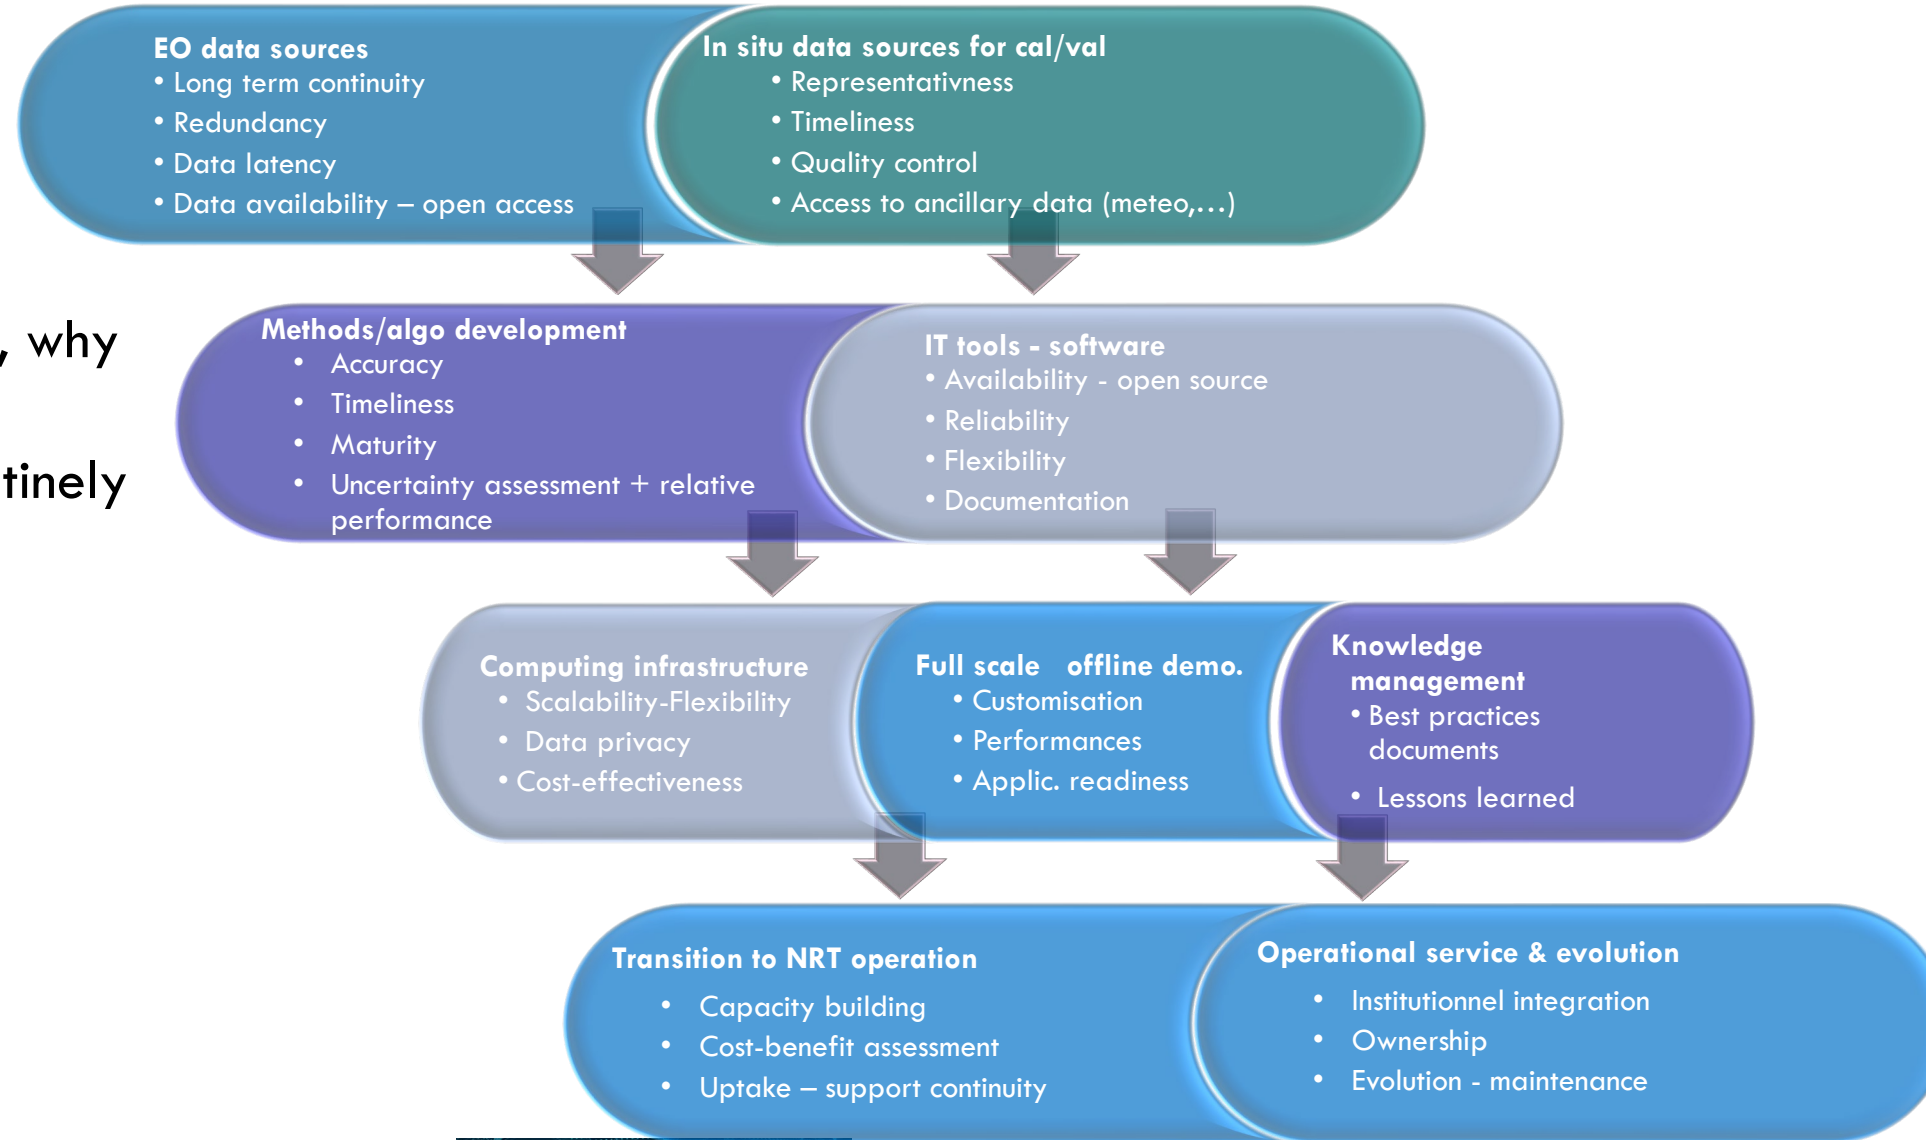 EO data sources
• Long term continuity
• Redundancy
• Data latency
• Data availability – open access
In situ data sources for cal/val
• Representativness
• Timeliness
• Quality control
• Access to ancillary data (meteo,...)
, why
tinely
Methods/algo development
• Accuracy
• Timeliness
• Maturity
• Uncertainty assessment + relative
performance
IT tools - software
• Availability - open source
• Reliability
• Flexibility
• Documentation
Computing infrastructure
• Scalability-Flexibility
• Data privacy
• Cost-effectiveness
Full scale offline demo.
• Customisation
• Performances
• Applic. readiness
Knowledge
management
• Best practices
documents
• Lessons learned
Transition to NRT operation
• Capacity building
• Cost-benefit assessment
• Uptake – support continuity
Operational service & evolution
• Institutionnel integration
• Ownership
• Evolution - maintenance